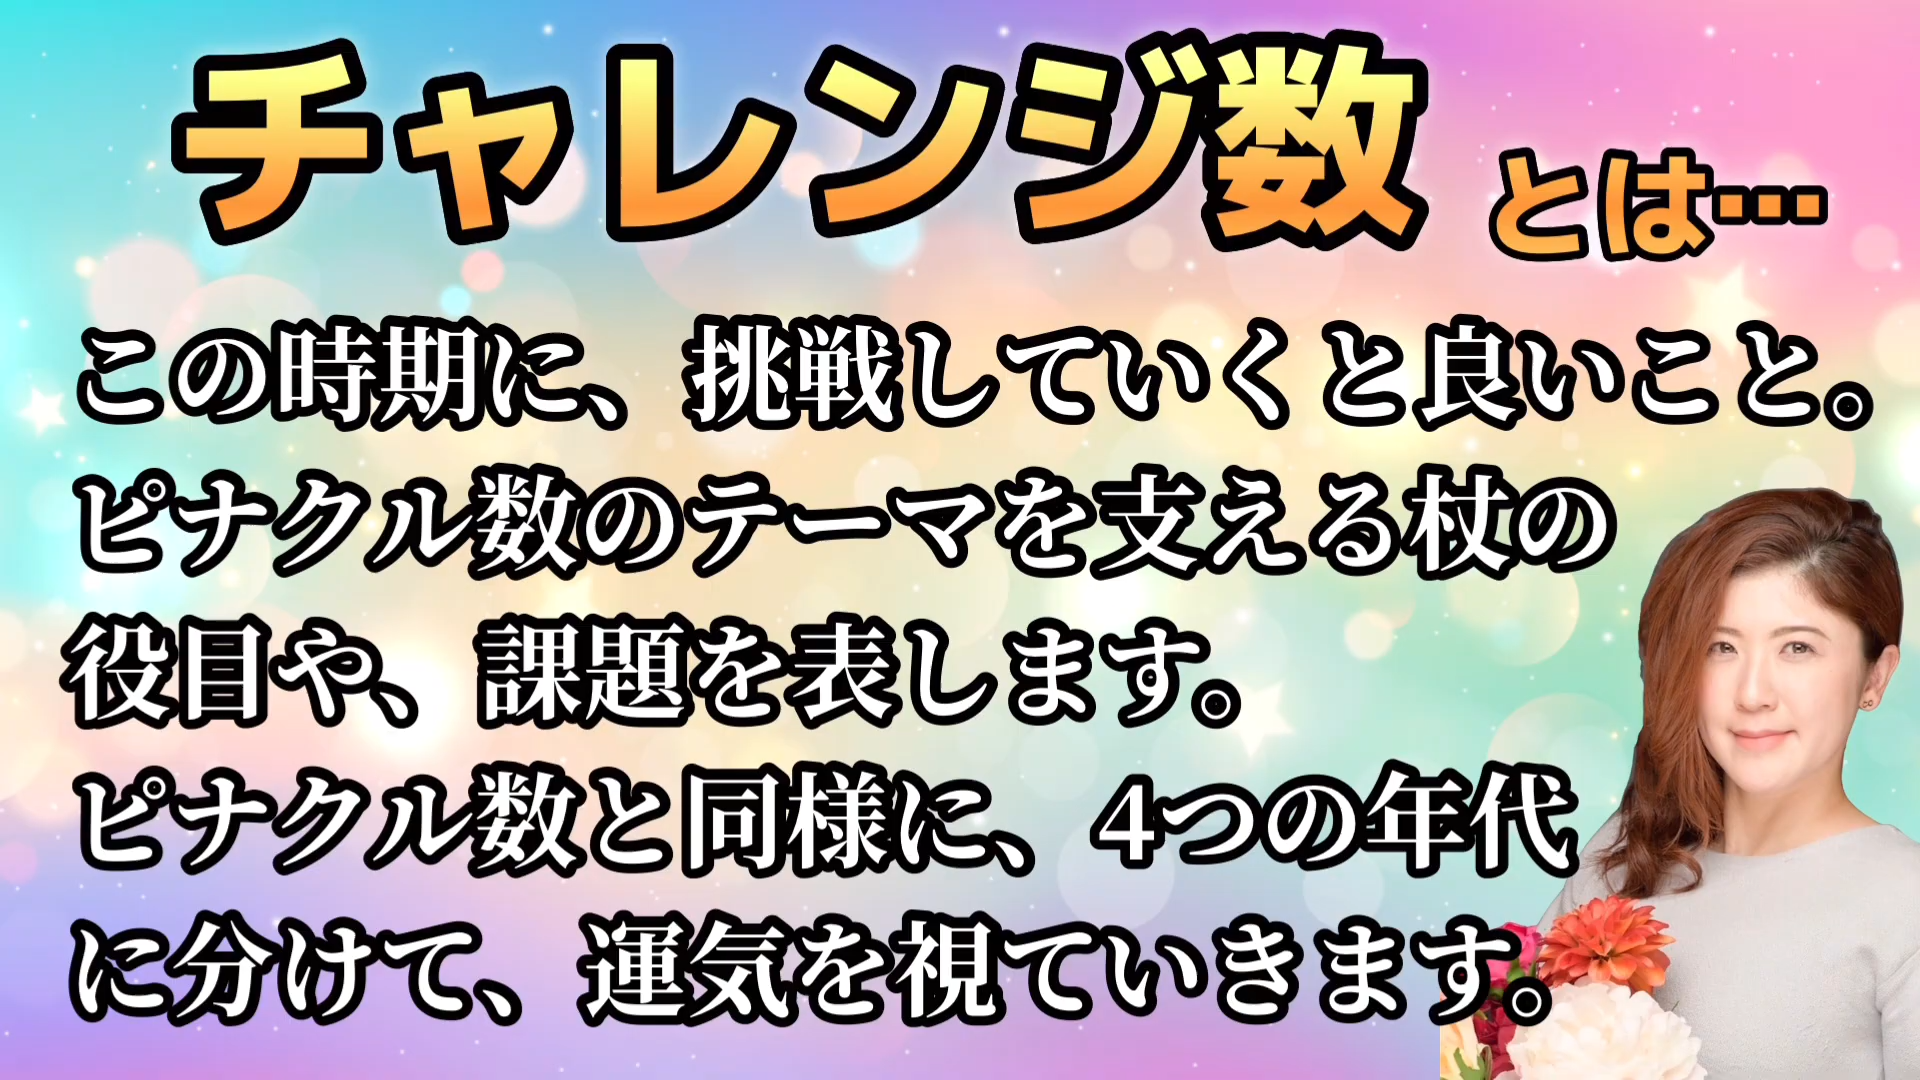 チャレンジ数 とは…
この時期に、挑戦していくと良いこと。
ピナクル数のテーマを支える杖の
役目や、課題を表します。
ピナクル数と同様に、4つの年代
に分けて、運気を視ていきます。